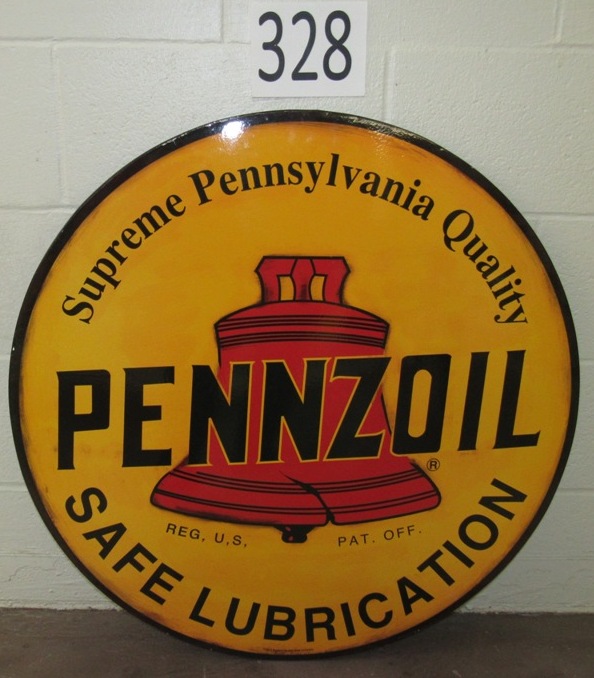 328
Supreme Pennsylvania Quality
PENNZOIL
®
REG, U,S, PAT. OFF.
SAFE LUBRICATION